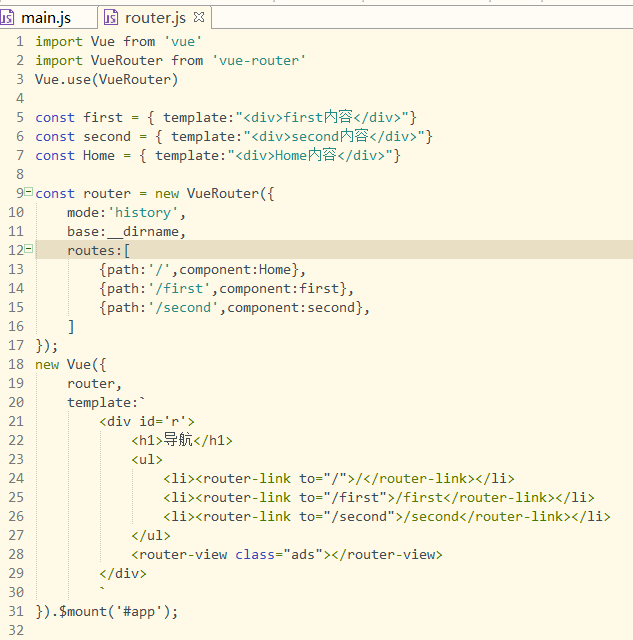 main.js router.js
1 import Vue from 'vue'
2 import VueRouter from 'vue-router'
3 Vue.use(VueRouter)
4
5 const first = { template:"<div>first内容</div>"}
6 const second = { template:"<div>second内容</div>"}
7 const Home = { template:"<div>Home内容</div>"}
8
9 const router = new VueRouter({
10     mode:'history',
11     base:__dirname,
12     routes:[
13         {path:'/',component:Home},
14         {path:'/first',component:first},
15         {path:'/second',component:second},
16     ]
17 });
18 new Vue({
19     router,
20     template:`
21         <div id='r'>
22             <h1>导航</h1>
23             <ul>
24                 <li><router-link to="/">/</router-link></li>
25                 <li><router-link to="/first">/first</router-link></li>
26                 <li><router-link to="/second">/second</router-link></li>
27             </ul>
28             <router-view class="ads"></router-view>
29         </div>
30         `
31 }).$mount('#app');
32